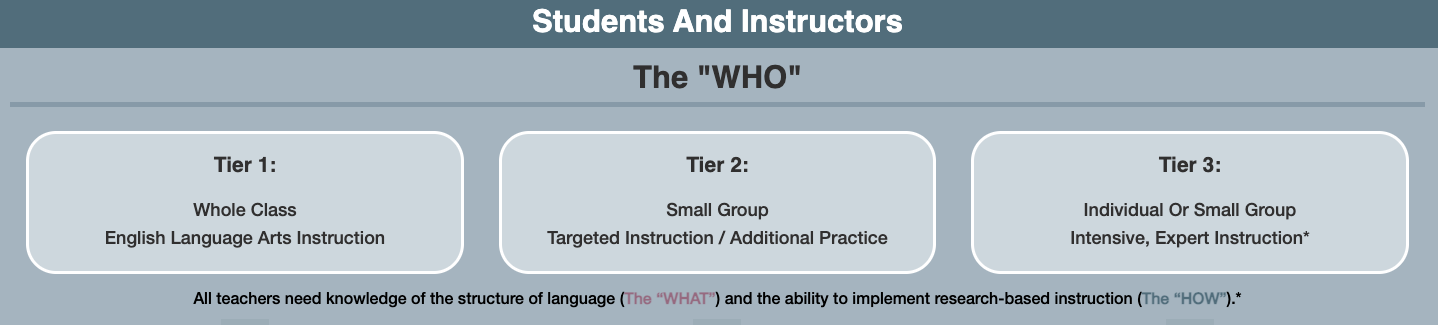 Students And Instructors
The "WHO"
Tier 1:
Whole Class
English Language Arts Instruction
Tier 2:
Small Group
Targeted Instruction / Additional Practice
Tier 3:
Individual Or Small Group
Intensive, Expert Instruction*
All teachers need knowledge of the structure of language (The “WHAT”) and the ability to implement research-based instruction (The “HOW”).*